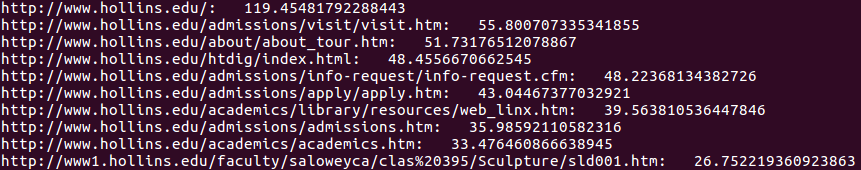 http://www.hollins.edu/:   119.45481792288443
http://www.hollins.edu/admissions/visit/visit.htm:   55.800707335341855
http://www.hollins.edu/about/about_tour.htm:   51.73176512078867
http://www.hollins.edu/htdig/index.html:   48.4556670662545
http://www.hollins.edu/admissions/info-request/info-request.cfm:   48.22368134382726
http://www.hollins.edu/admissions/apply/apply.htm:   43.04467377032921
http://www.hollins.edu/academics/library/resources/web_linx.htm:   39.563810536447846
http://www.hollins.edu/admissions/admissions.htm:   35.98592110582316
http://www.hollins.edu/academics/academics.htm:   33.476460866638945
http://www1.hollins.edu/faculty/saloweyca/clas%20395/Sculpture/sld001.htm:   26.752219360923863